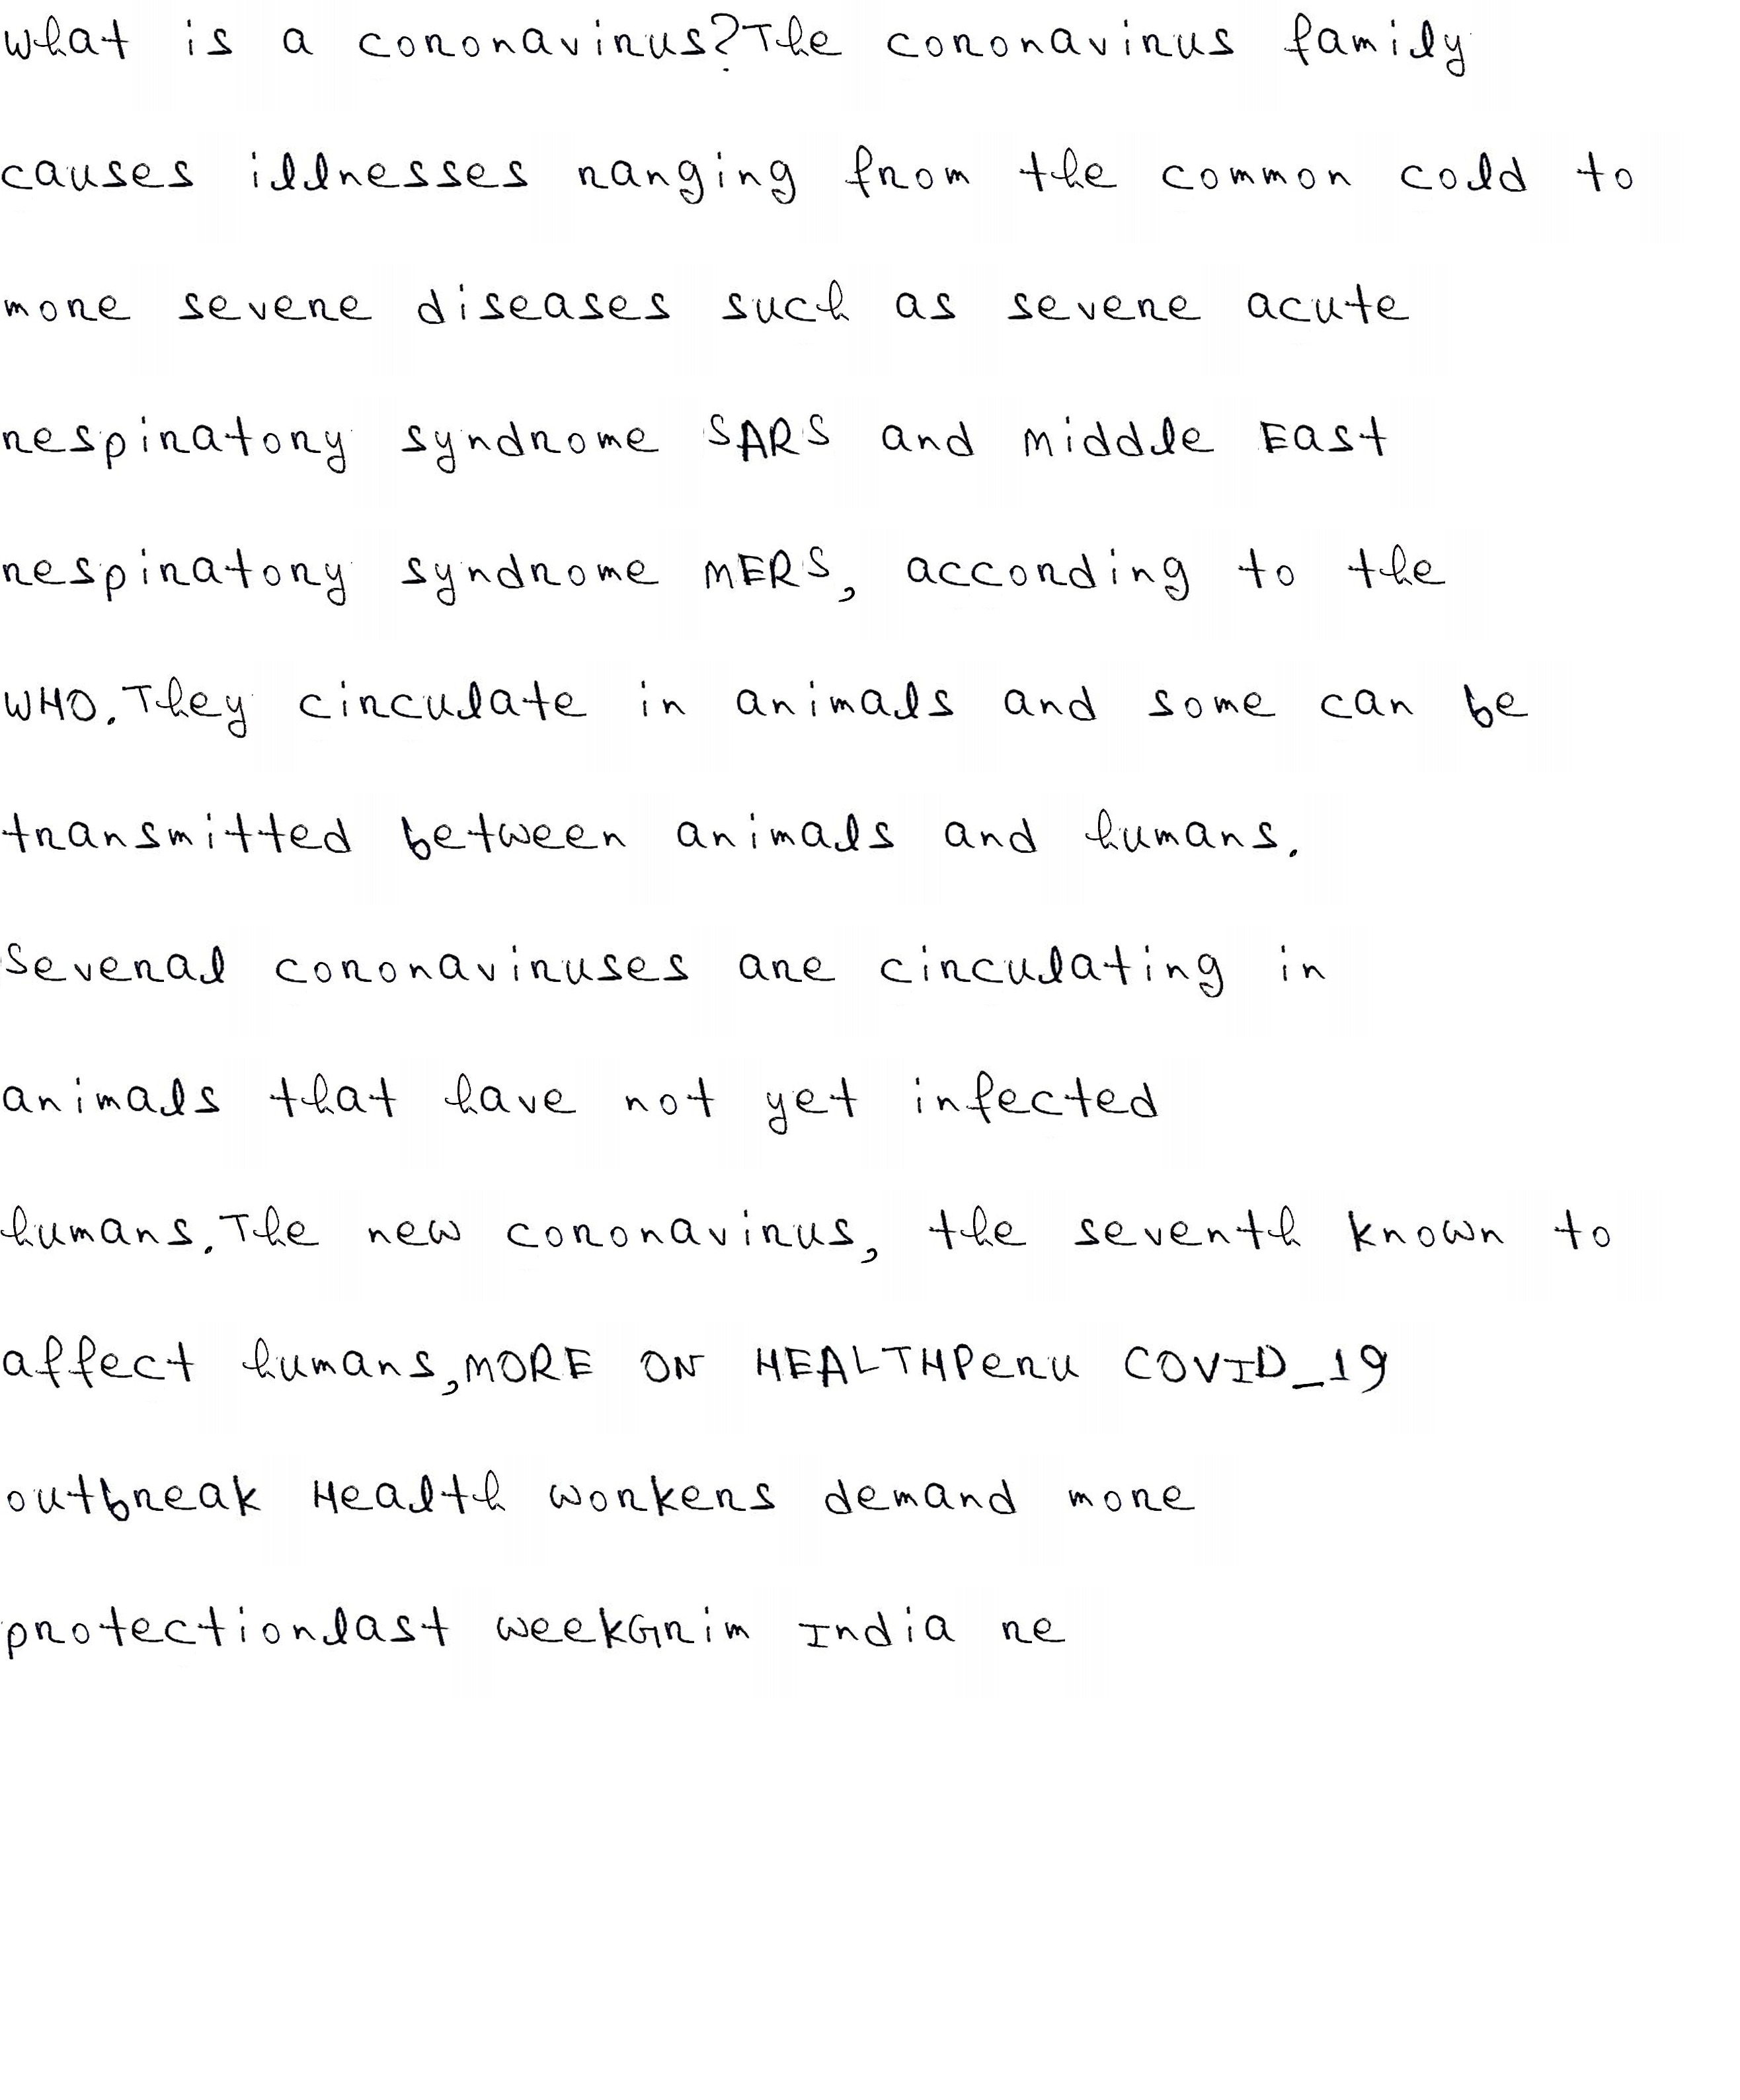 What is a coronavirus?The coronavirus family
causes illnesses ranging from the common cold to
more severe diseases such as severe acute
respiratory syndrome SARS and Middle East
respiratory syndrome MERS, according to the
WHO.They circulate in animals and some can be
transmitted between animals and humans.
Several coronaviruses are circulating in
animals that have not yet infected
humans.The new coronavirus, the seventh known to
affect humans,MORE ON HEALTHPeru COVID_19
outbreak Health workers demand more
protectionlast weekGrim India re